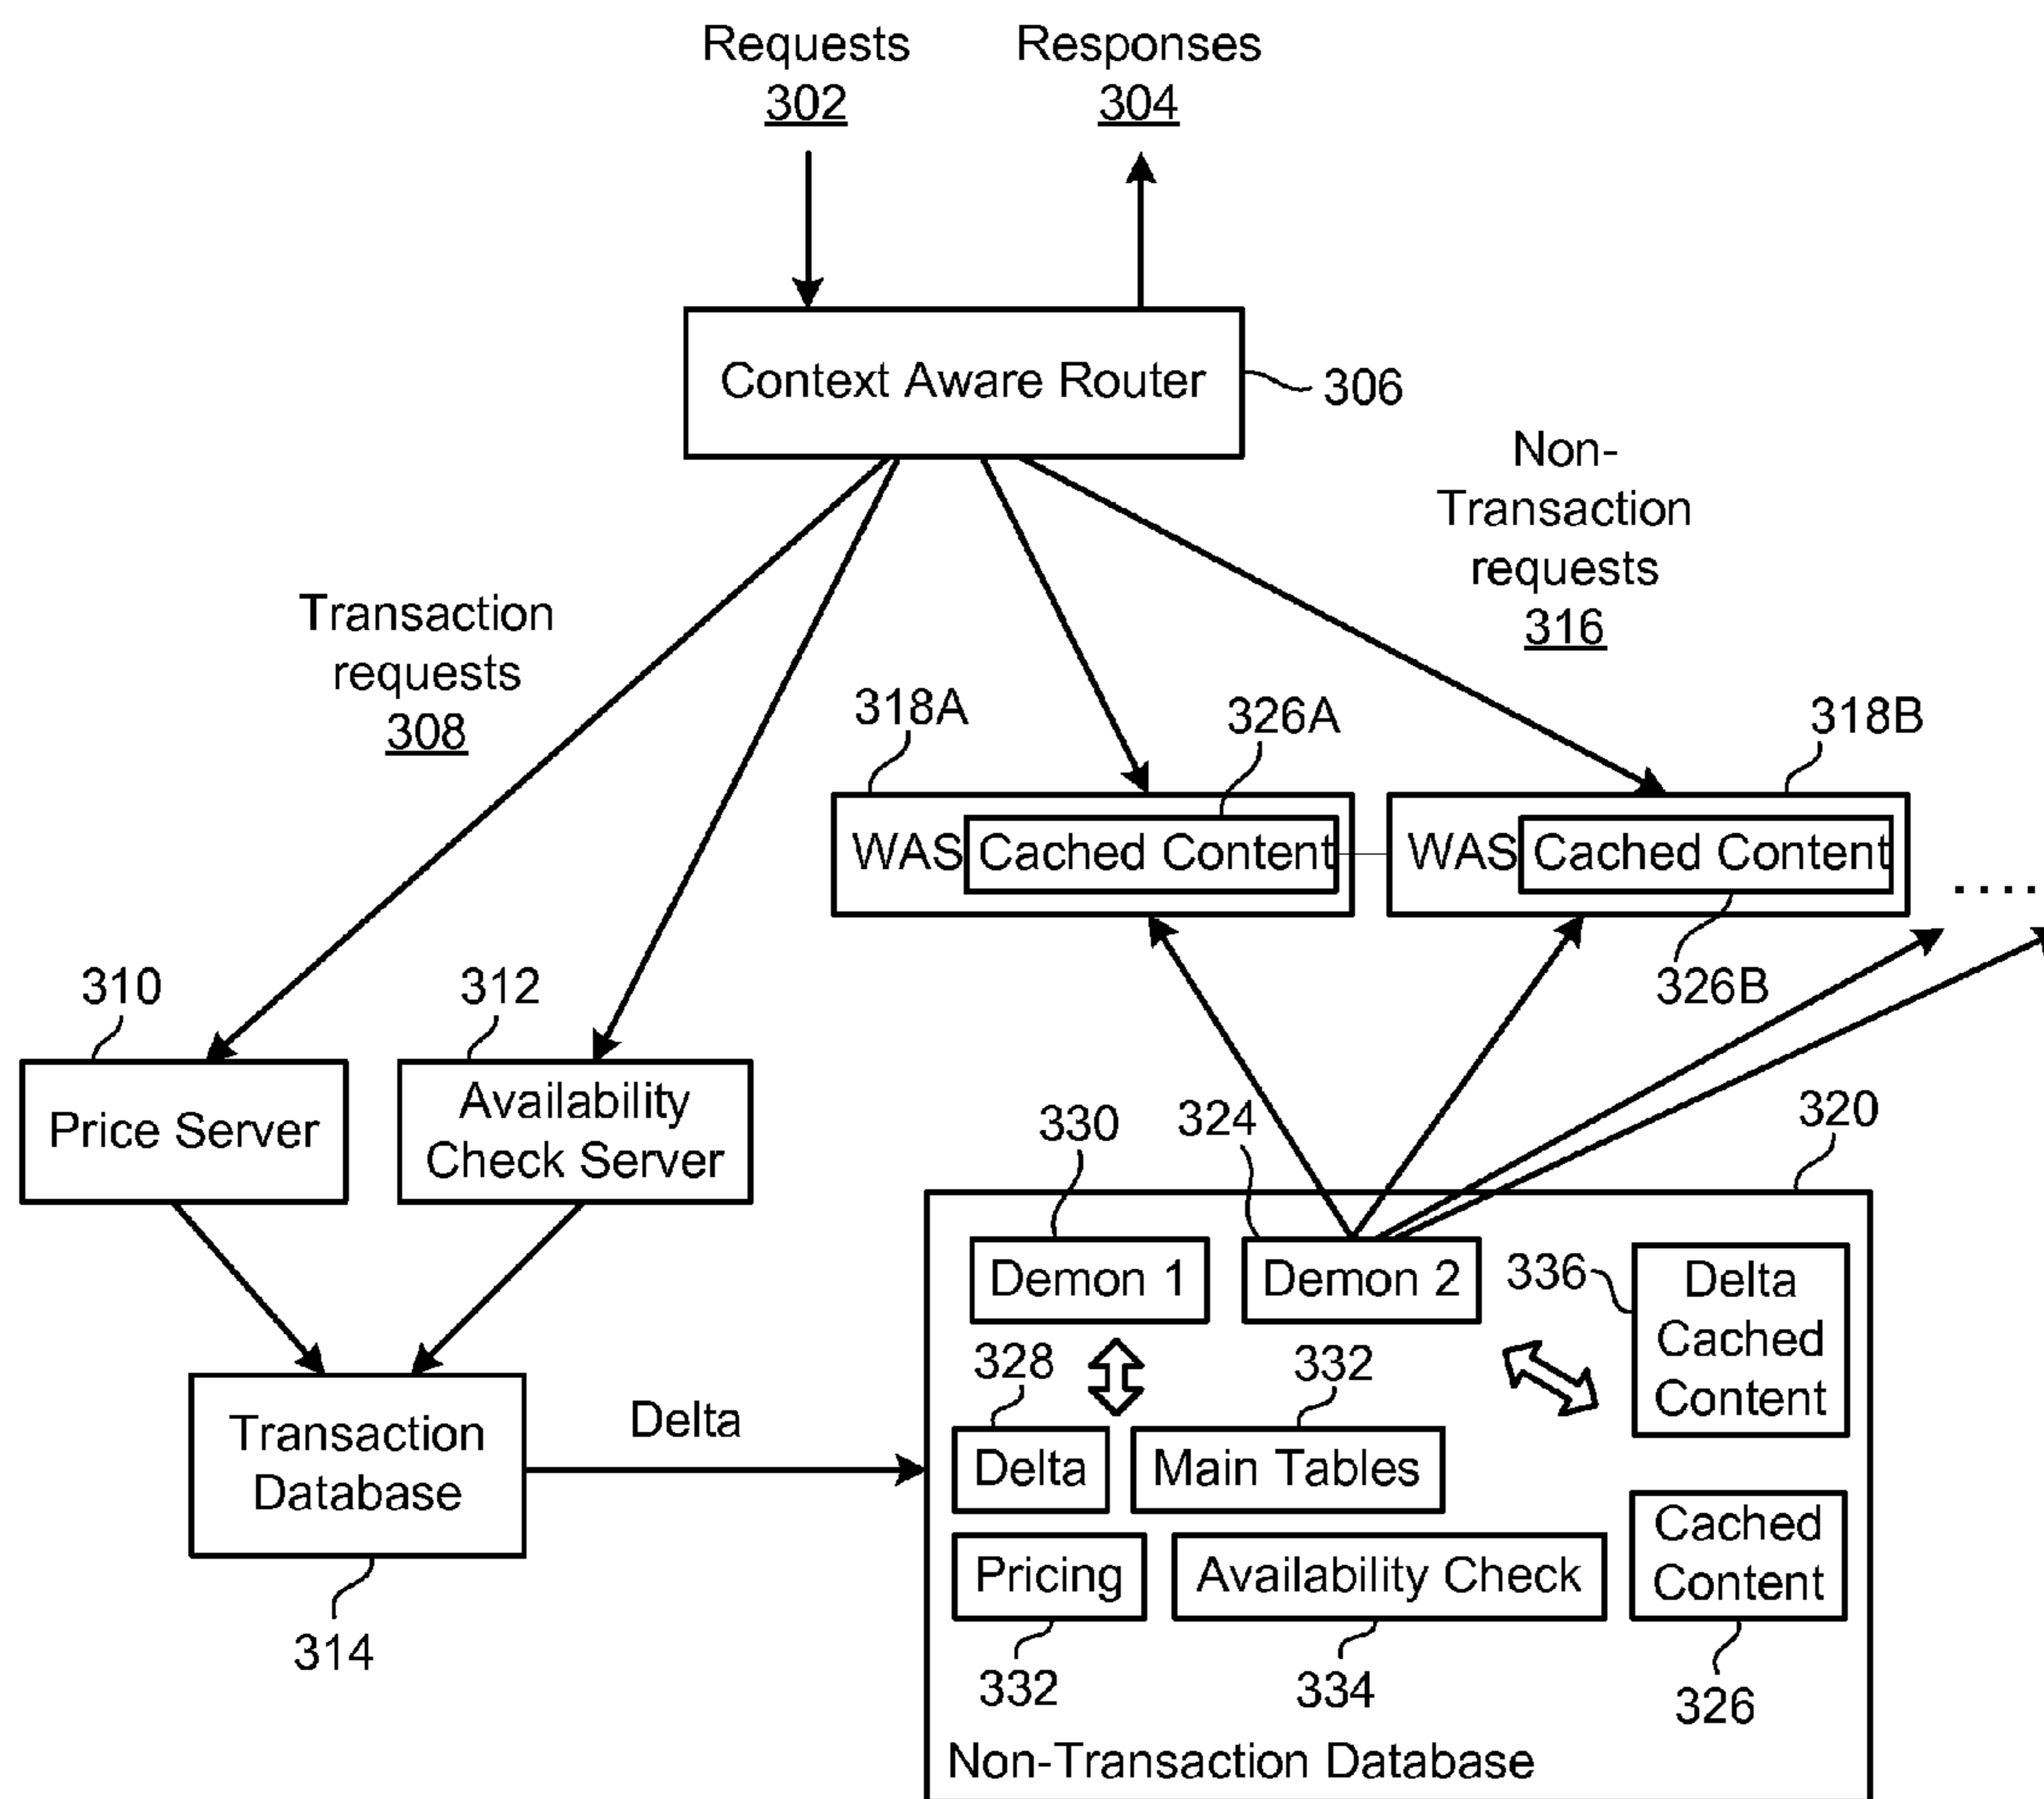 Requests
302
Responses
304
Context Aware Router
306
Non-
Transaction
requests
316
Transaction
requests
308
318A
326A
318B
WAS
Cached Content
WAS
Cached Content
.....
326B
310
312
Price Server
Availability
Check Server
330
324
320
Demon 1
Demon 2
336
Delta
Cached
Content
328
332
Transaction
Database
Delta
Delta
Main Tables
Pricing
Availability Check
Cached
Content
314
332
334
326
Non-Transaction Database